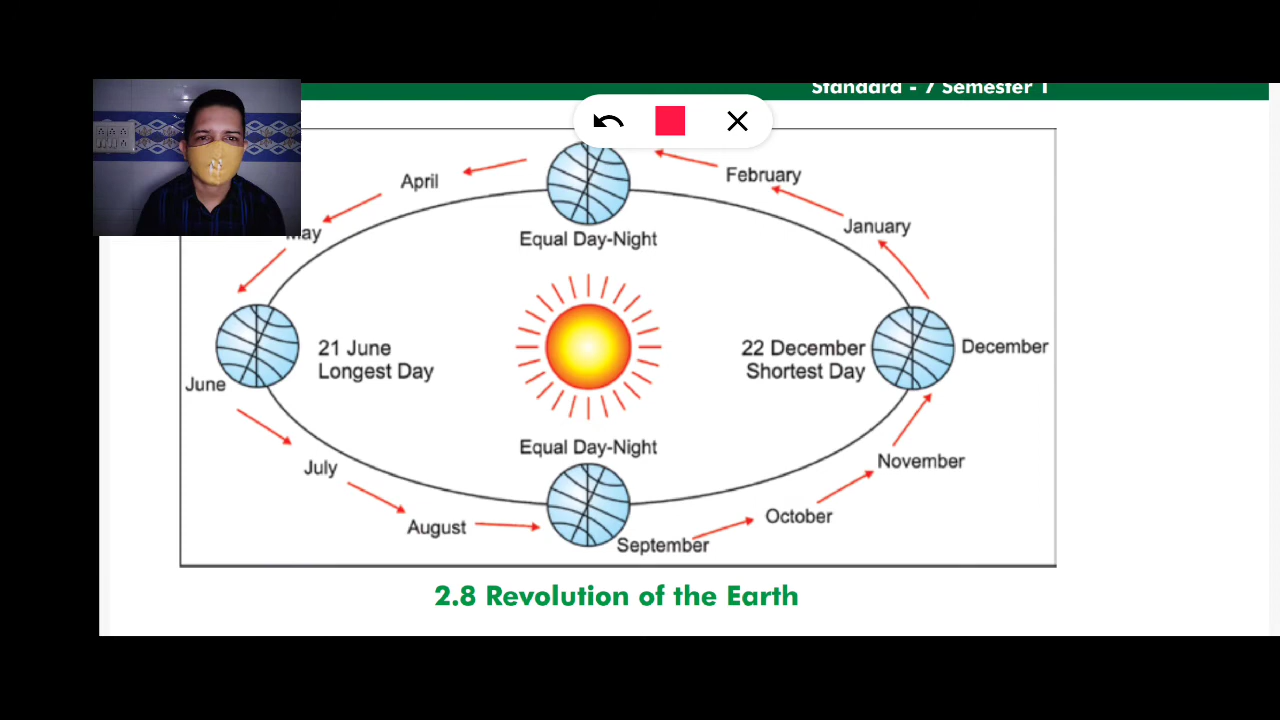 Standard - 7 Semester 1
April
February
May
January
Equal Day-Night
21 June
Longest Day
22 December
Shortest Day
December
June
Equal Day-Night
July
November
August
October
September
2.8 Revolution of the Earth